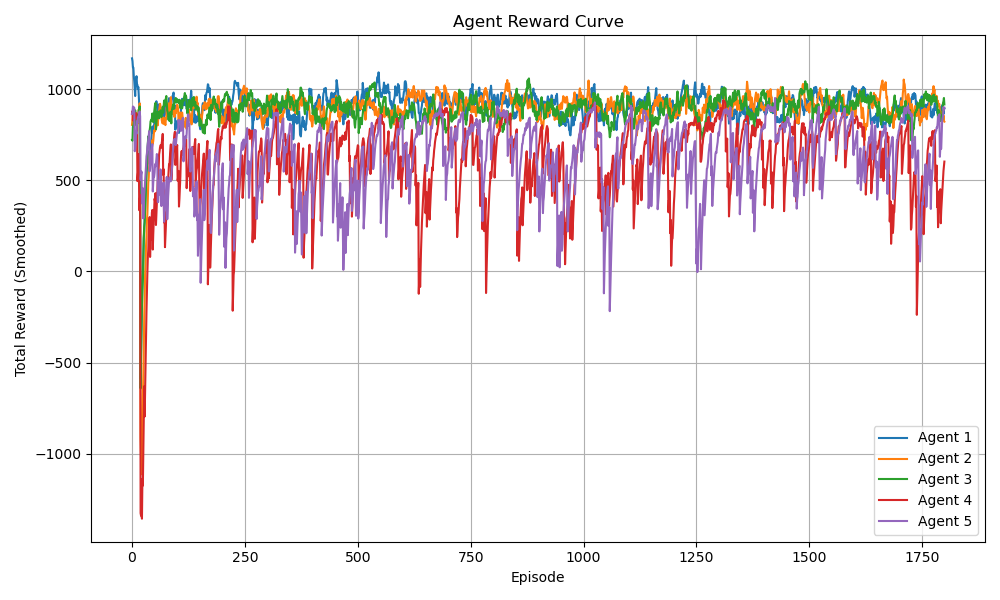 Agent Reward Curve
Total Reward (Smoothed)
1000
500
0
−500
−1000
0
250
500
750
1000
1250
1500
1750
Episode
Agent 1
Agent 2
Agent 3
Agent 4
Agent 5